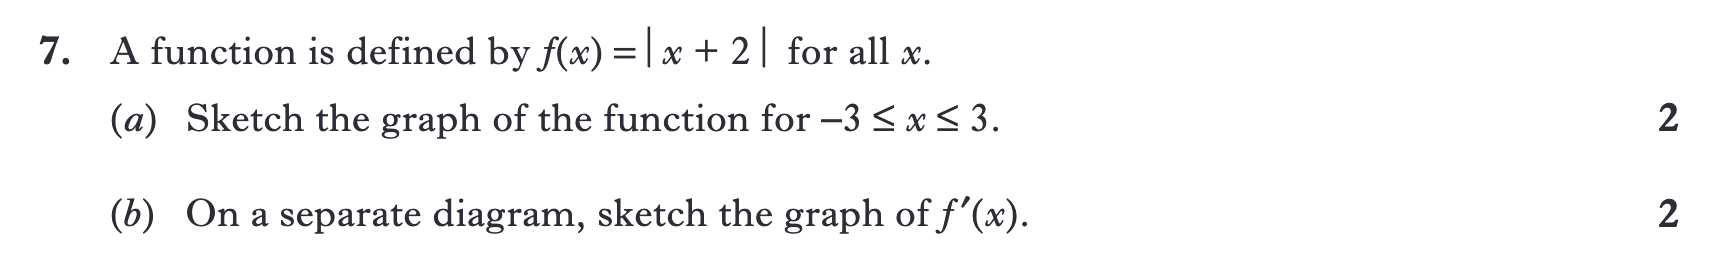 7. A function is defined by f(x) = |x + 2| for all x.
(a) Sketch the graph of the function for −3 ≤ x ≤ 3. 2
(b) On a separate diagram, sketch the graph of f′(x). 2